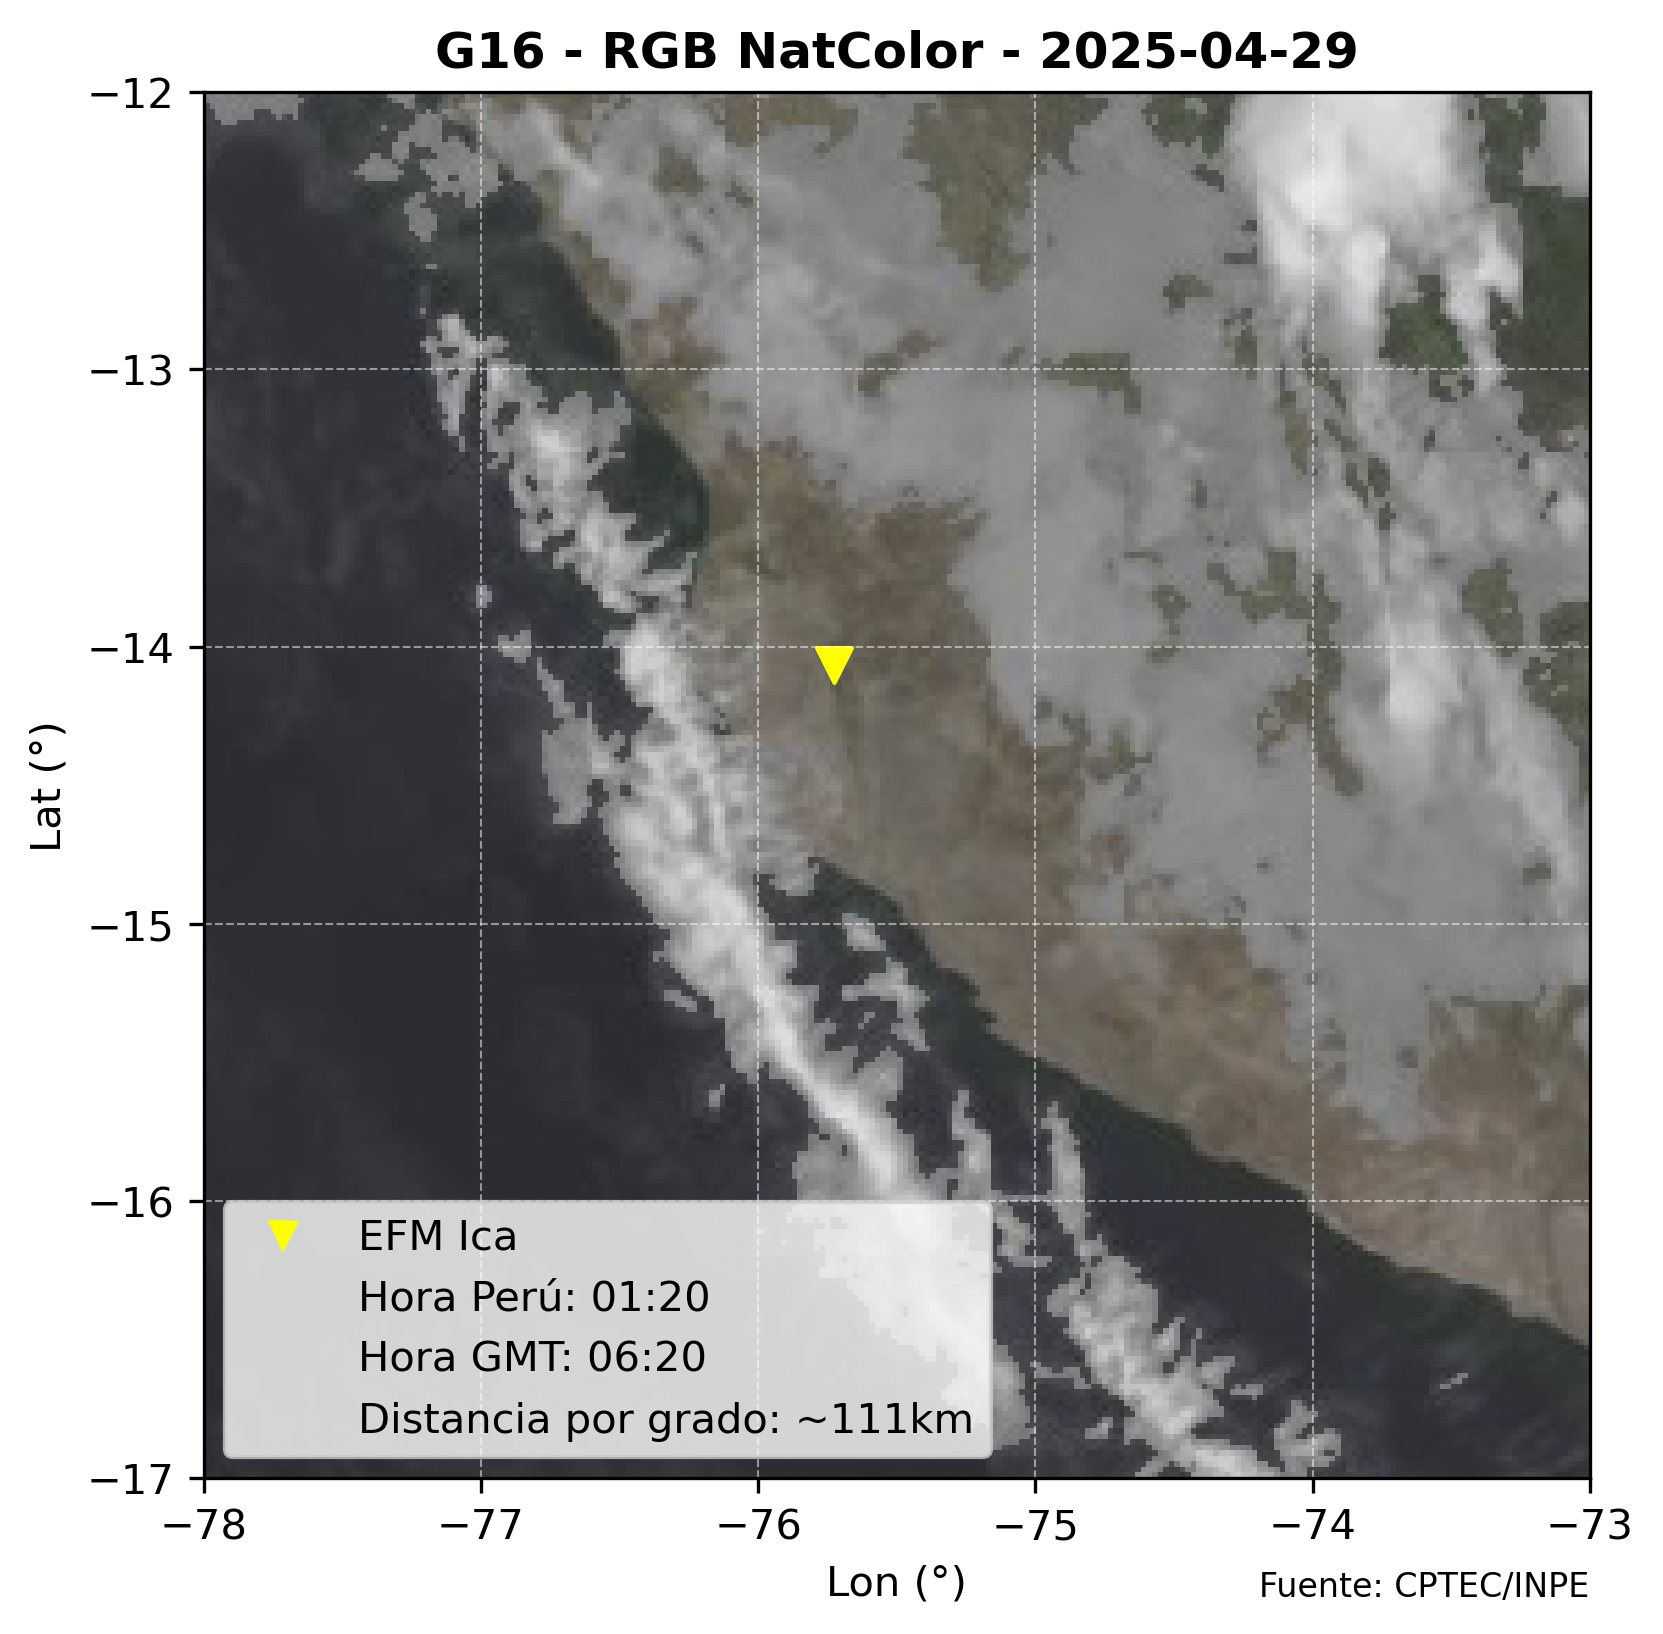 G16 - RGB NatColor - 2025-04-29
−12
−13
−14
−15
−16
−17
Lat (°)
EFM Ica
Hora Perú: 01:20
Hora GMT: 06:20
Distancia por grado: ~111km
−78 −77 −76 −75 −74 −73
Lon (°)
Fuente: CPTEC/INPE